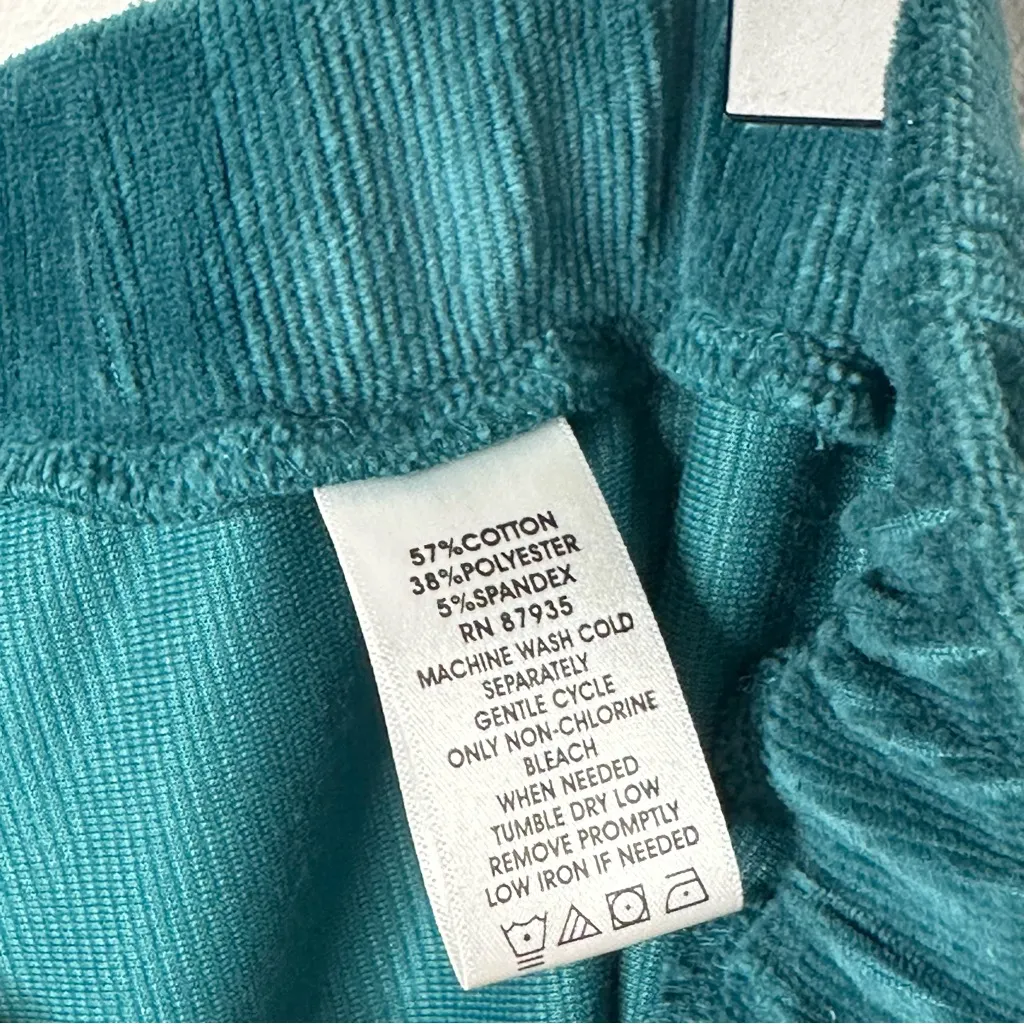 57%COTTON
38%POLYESTER
5%SPANDEX
RN 87935
MACHINE WASH COLD
SEPARATELY
GENTLE CYCLE
ONLY NON-CHLORINE
BLEACH
WHEN NEEDED
TUMBLE DRY LOW
REMOVE PROMPTLY
LOW IRON IF NEEDED